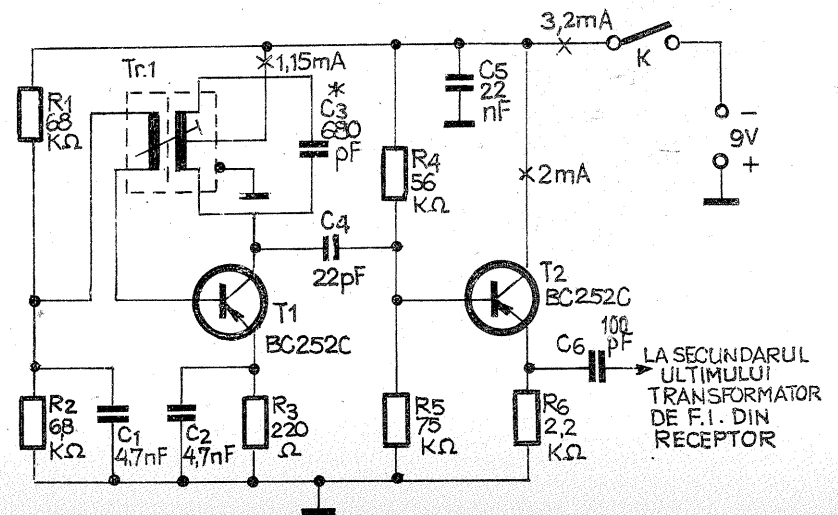 3,2mA
Tr.1
1,15mA
K
R1
68
KΩ
*
C3
680
pF
C5
22
nF
-
9V
+
R4
56
KΩ
2mA
C4
22pF
T1
BC252C
T2
BC252C
C6
100
pF
LA SECUNDARUL
ULTIMULUI
TRANSFORMATOR
DE F.I. DIN
RECEPTOR
R2
68
KΩ
C1
4,7nF
C2
4,7nF
R3
220
Ω
R5
75
KΩ
R6
2,2
KΩ